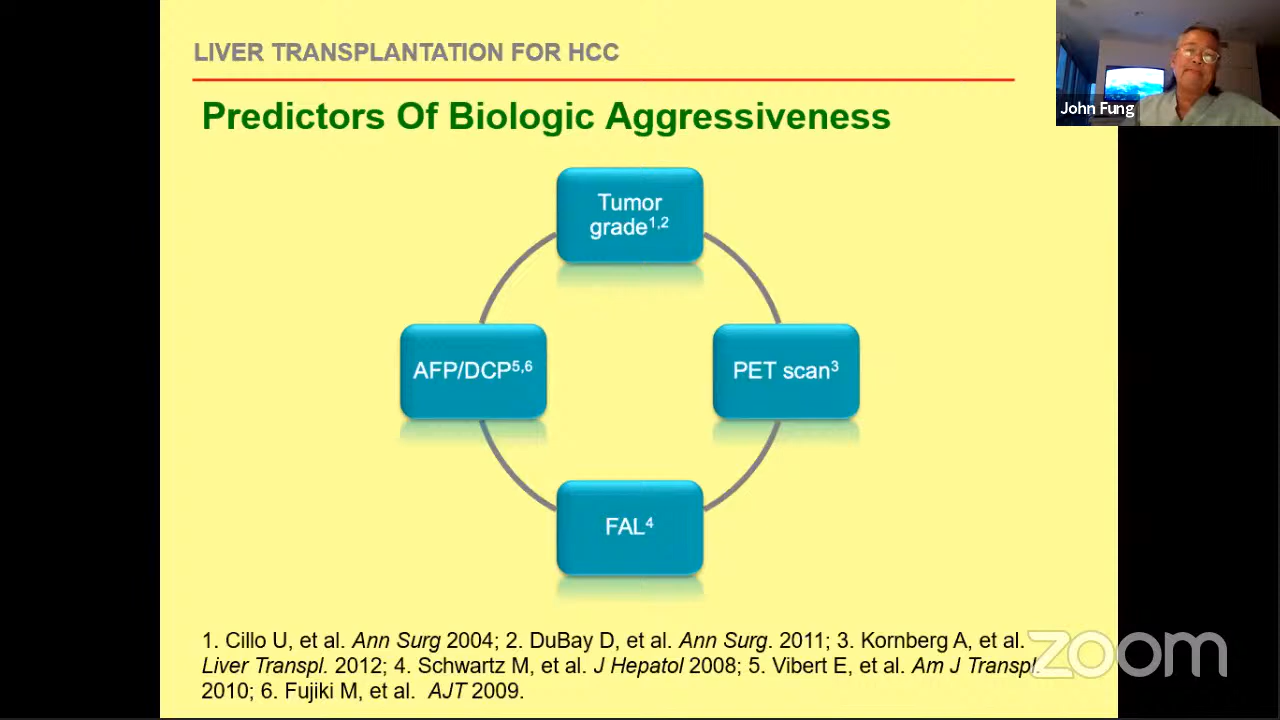 LIVER TRANSPLANTATION FOR HCC
John Fung
Predictors Of Biologic Aggressiveness
Tumor
grade1,2
AFP/DCP5,6
PET scan3
FAL4
1. Cillo U, et al. Ann Surg 2004; 2. DuBay D, et al. Ann Surg. 2011; 3. Kornberg A, et al.
Liver Transpl. 2012; 4. Schwartz M, et al. J Hepatol 2008; 5. Vibert E, et al. Am J Transpl.
2010; 6. Fujiki M, et al. AJT 2009.
zoom